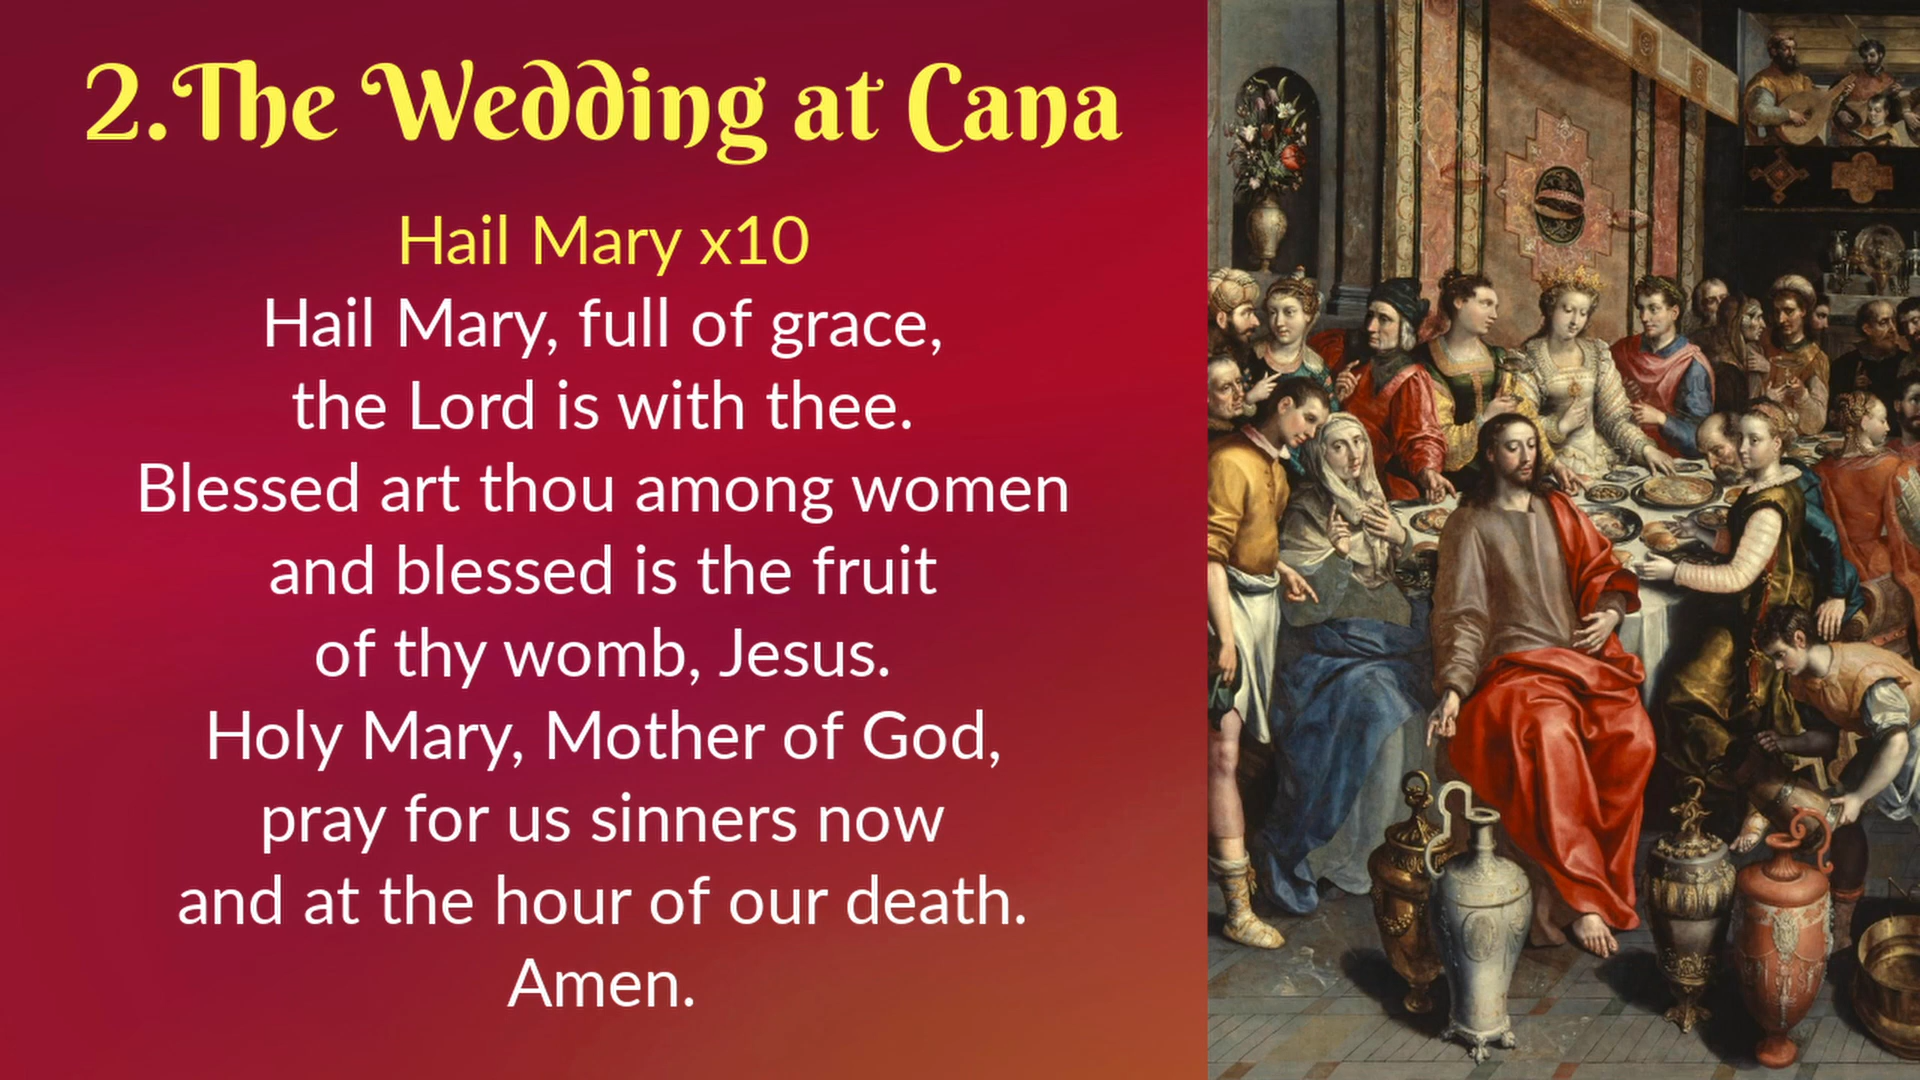 2.The Wedding at Cana
Hail Mary x10
Hail Mary, full of grace,
the Lord is with thee.
Blessed art thou among women
and blessed is the fruit
of thy womb, Jesus.
Holy Mary, Mother of God,
pray for us sinners now
and at the hour of our death.
Amen.